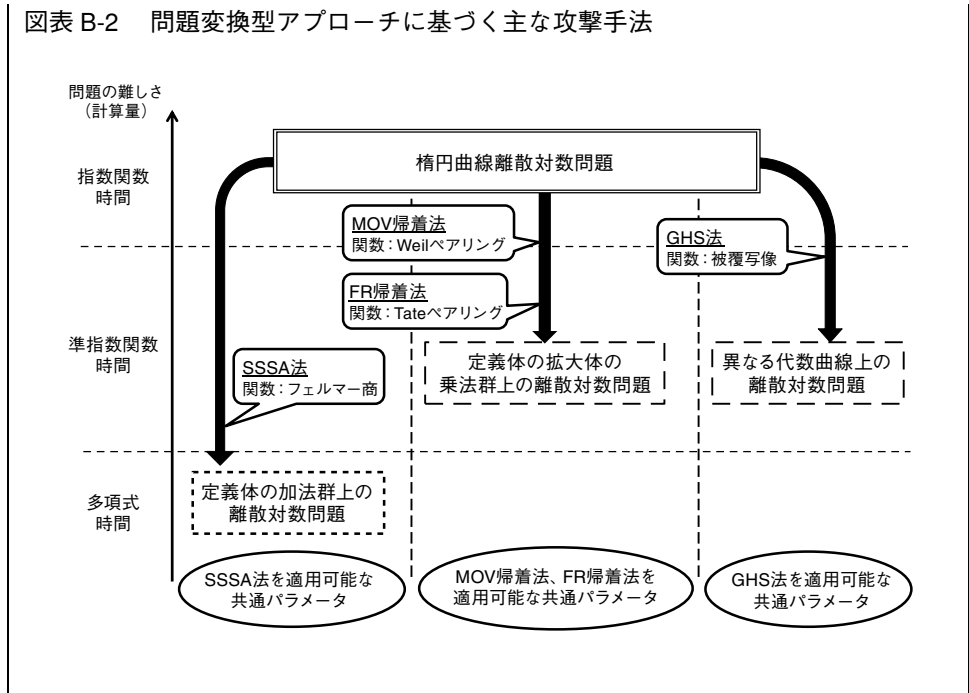 図表 B-2 問題変換型アプローチに基づく主な攻撃手法
問題の難しさ
（計算量）
指数関数
時間
楕円曲線離散対数問題
MOV帰着法
関数：Weilペアリング
GHS法
関数：被覆写像
FR帰着法
関数：Tateペアリング
準指数関数
時間
SSSA法
関数：フェルマー商
定義体の拡大体の
乗法群上の離散対数問題
異なる代数曲線上の
離散対数問題
多項式
時間
定義体の加法群上の
離散対数問題
SSSA法を適用可能な
共通パラメータ
MOV帰着法、FR帰着法を
適用可能な共通パラメータ
GHS法を適用可能な
共通パラメータ